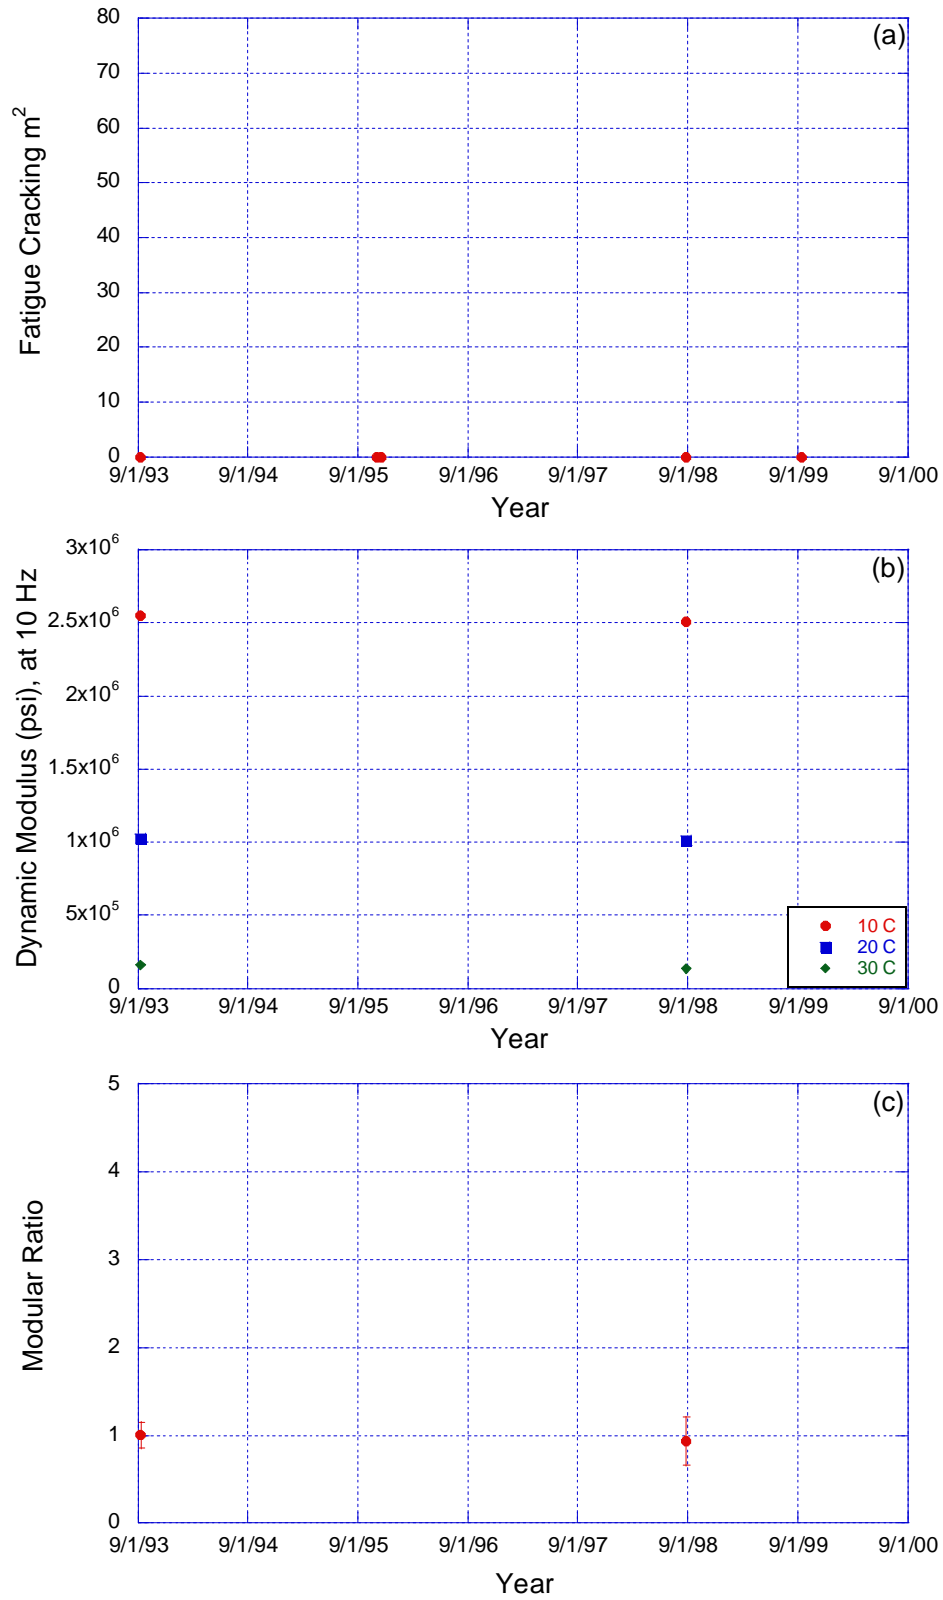 (a)
Fatigue Cracking m²
80
70
60
50
40
30
20
10
0
9/1/93 9/1/94 9/1/95 9/1/96 9/1/97 9/1/98 9/1/99 9/1/00
Year
(b)
Dynamic Modulus (psi), at 10 Hz
3x10⁶
2.5x10⁶
2x10⁶
1.5x10⁶
1x10⁶
5x10⁵
0
10 C
20 C
30 C
9/1/93 9/1/94 9/1/95 9/1/96 9/1/97 9/1/98 9/1/99 9/1/00
Year
(c)
Modular Ratio
5
4
3
2
1
0
9/1/93 9/1/94 9/1/95 9/1/96 9/1/97 9/1/98 9/1/99 9/1/00
Year